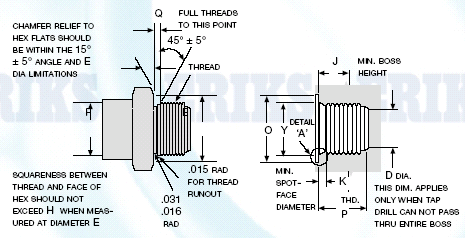 CHAMFER RELIEF TO
HEX FLATS SHOULD
BE WITHIN THE 15°
± 5° ANGLE AND E
DIA LIMITATIONS
Q
FULL THREADS
TO THIS POINT
45° ± 5°
THREAD
F
E
.015 RAD
FOR THREAD
RUNOUT
.031
.016
RAD
SQUARENESS BETWEEN
THREAD AND FACE OF
HEX SHOULD NOT
EXCEED H WHEN MEAS-
URED AT DIAMETER E
J
MIN. BOSS
HEIGHT
O
Y
DETAIL
'A'
MIN.
SPOT-
FACE
DIAMETER
K
THD.
P
D DIA.
THIS DIM. APPLIES
ONLY WHEN TAP
DRILL CAN NOT PASS
THRU ENTIRE BOSS
ERIKS